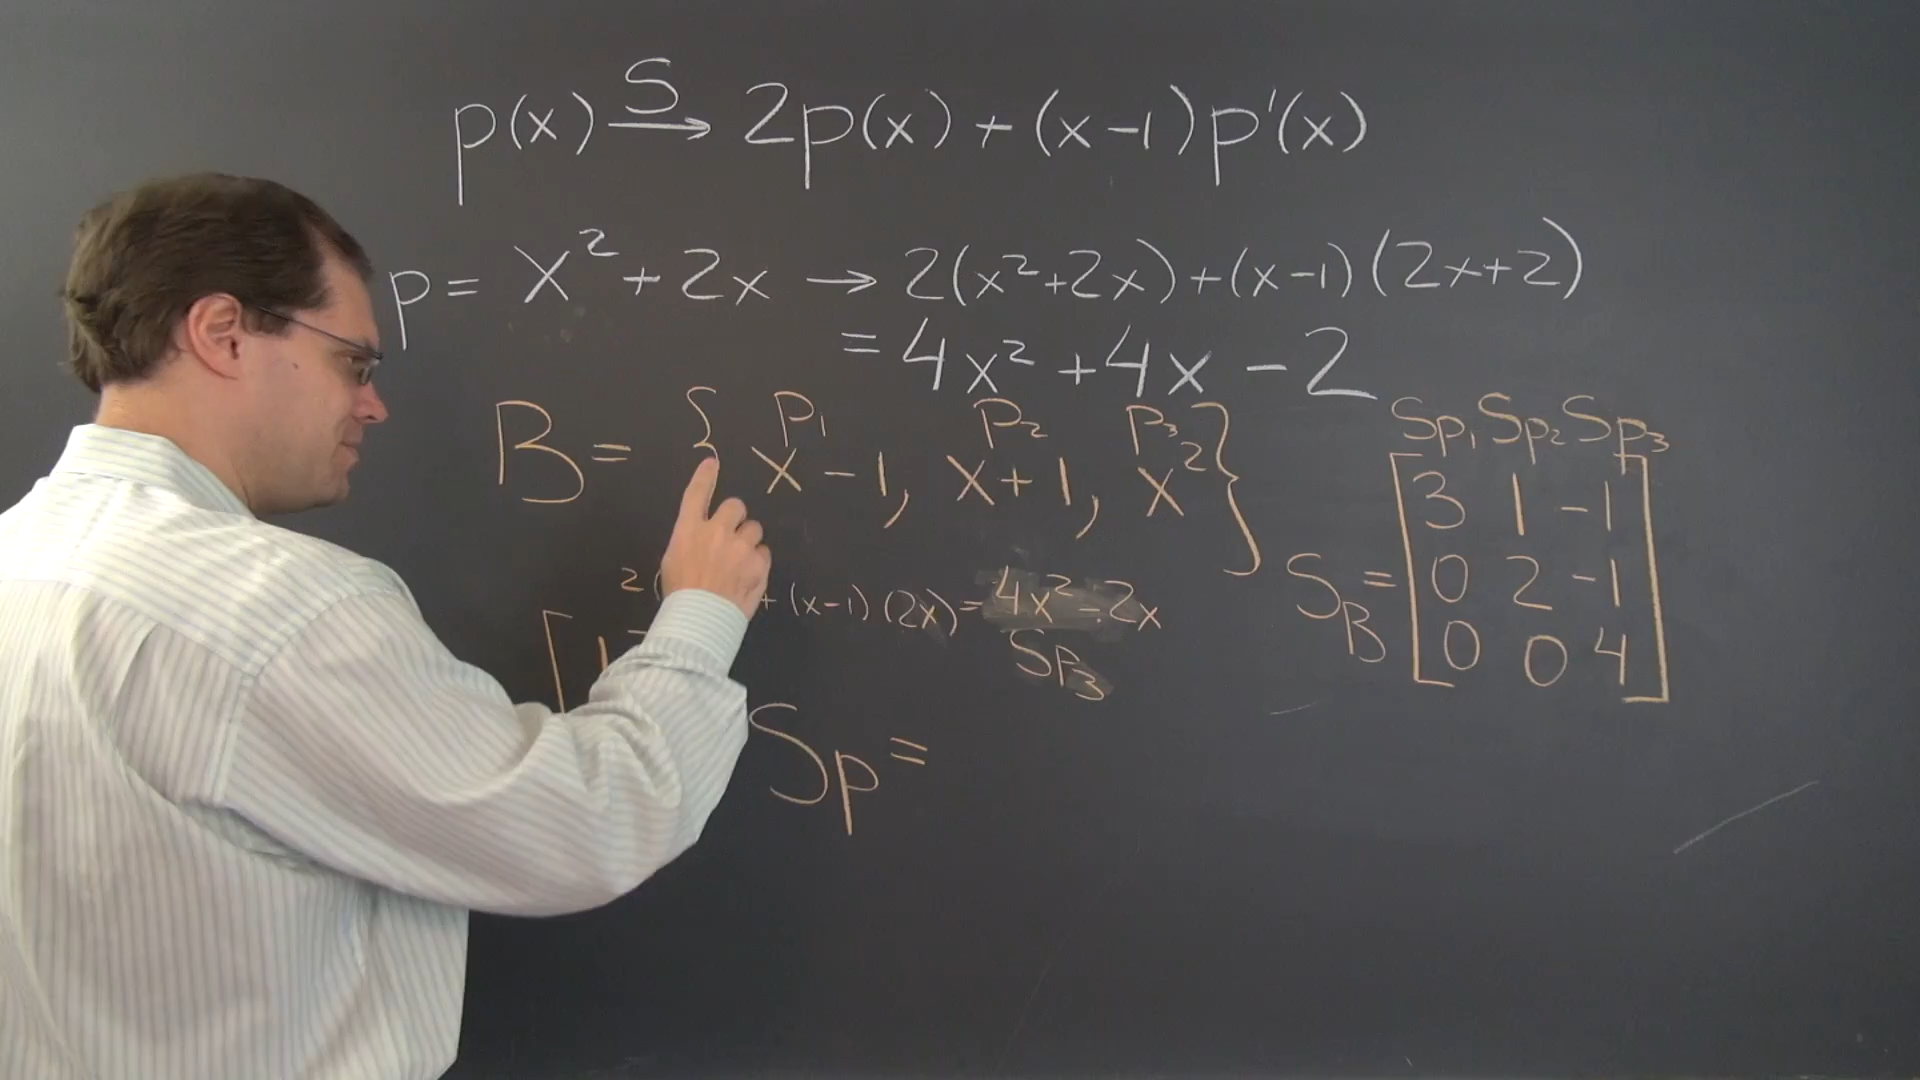 p(x) S→ 2p(x) + (x-1)p'(x)
p = x² + 2x → 2(x²+2x)+(x-1)(2x+2)
= 4x² + 4x - 2
p₁ p₂ p₃
B = { x-1, x+1, x² }
2( + (x-1)(2x) = 4x² - 2x
Sp₃
Sp =
Sp₁ Sp₂ Sp₃
S_B = [ 3 1 -1
0 2 -1
0 0 4 ]